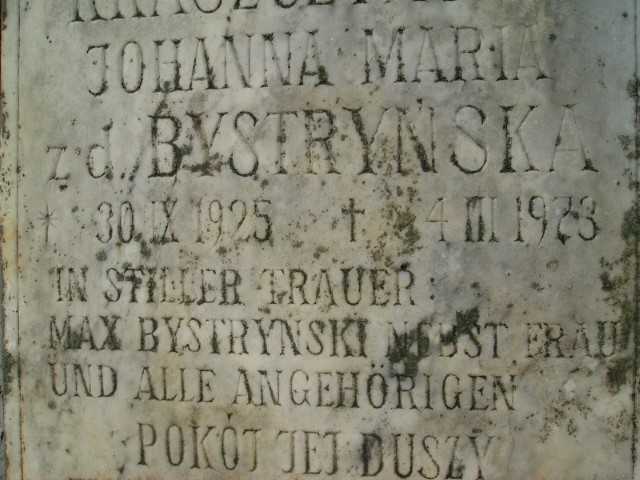 JOHANNA MARIA
z d. BYSTRYŃSKA
* 30 IX 1925 † 4 III 1973
IN STILLER TRAUER:
MAX BYSTRYNSKI NEBST FRAU
UND ALLE ANGEHÖRIGEN
POKÓJ JEJ DUSZY